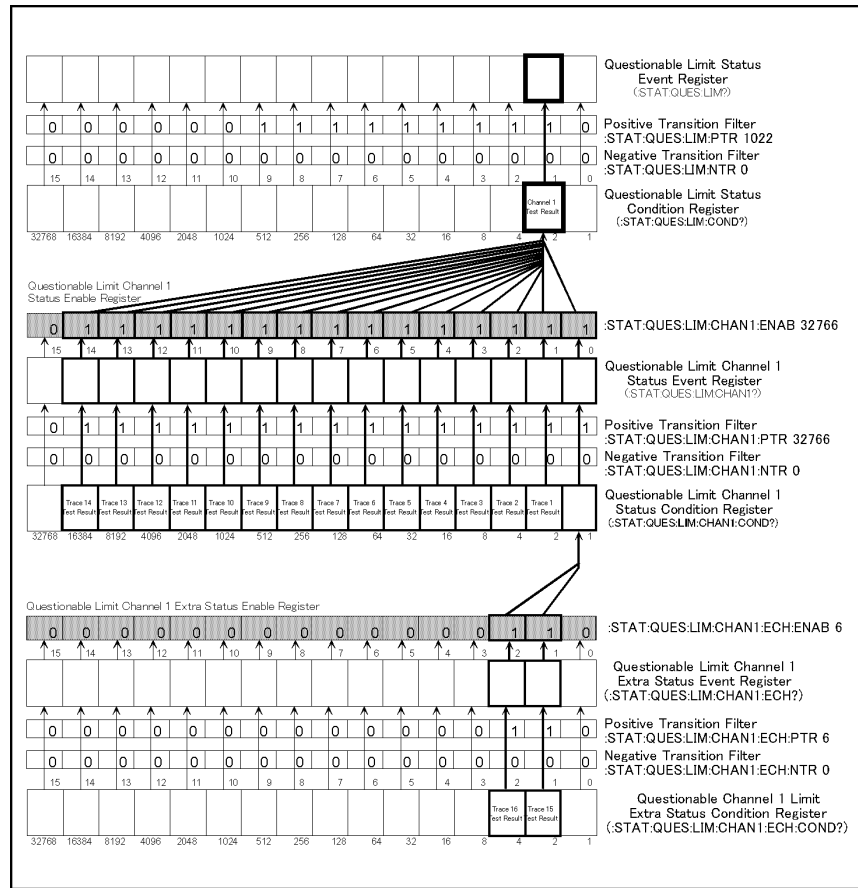 Questionable Limit Status
Event Register
(:STAT:QUES:LIM?)
0 0 0 0 0 0 1 1 1 1 1 1 1 1 1 0
Positive Transition Filter
:STAT:QUES:LIM:PTR 1022
0 0 0 0 0 0 0 0 0 0 0 0 0 0 0 0
Negative Transition Filter
:STAT:QUES:LIM:NTR 0
15 14 13 12 11 10 9 8 7 6 5 4 3 2 1 0
Channel 1
Test Result
Questionable Limit Status
Condition Register
(:STAT:QUES:LIM:COND?)
32768 16384 8192 4096 2048 1024 512 256 128 64 32 16 8 4 2 1
Questionable Limit Channel 1
Status Enable Register
0 1 1 1 1 1 1 1 1 1 1 1 1 1 1 1
:STAT:QUES:LIM:CHAN1:ENAB 32766
15 14 13 12 11 10 9 8 7 6 5 4 3 2 1 0
Questionable Limit Channel 1
Status Event Register
(:STAT:QUES:LIM:CHAN1?)
0 1 1 1 1 1 1 1 1 1 1 1 1 1 1 1
Positive Transition Filter
:STAT:QUES:LIM:CHAN1:PTR 32766
0 0 0 0 0 0 0 0 0 0 0 0 0 0 0 0
Negative Transition Filter
:STAT:QUES:LIM:CHAN1:NTR 0
Trace 14 Trace 13 Trace 12 Trace 11 Trace 10 Trace 9 Trace 8 Trace 7 Trace 6 Trace 5 Trace 4 Trace 3 Trace 2 Trace 1
Test Result Test Result Test Result Test Result Test Result Test Result Test Result Test Result Test Result Test Result Test Result Test Result Test Result Test Result
Questionable Limit Channel 1
Status Condition Register
(:STAT:QUES:LIM:CHAN1:COND?)
32768 16384 8192 4096 2048 1024 512 256 128 64 32 16 8 4 2 1
Questionable Limit Channel 1 Extra Status Enable Register
0 0 0 0 0 0 0 0 0 0 0 0 0 1 1 0
:STAT:QUES:LIM:CHAN1:ECH:ENAB 6
15 14 13 12 11 10 9 8 7 6 5 4 3 2 1 0
Questionable Limit Channel 1
Extra Status Event Register
(:STAT:QUES:LIM:CHAN1:ECH?)
0 0 0 0 0 0 0 0 0 0 0 0 0 1 1 0
Positive Transition Filter
:STAT:QUES:LIM:CHAN1:ECH:PTR 6
0 0 0 0 0 0 0 0 0 0 0 0 0 0 0 0
Negative Transition Filter
:STAT:QUES:LIM:CHAN1:ECH:NTR 0
15 14 13 12 11 10 9 8 7 6 5 4 3 2 1 0
Trace 16 Trace 15
Test Result Test Result
Questionable Channel 1 Limit
Extra Status Condition Register
(:STAT:QUES:LIM:CHAN1:ECH:COND?)
32768 16384 8192 4096 2048 1024 512 256 128 64 32 16 8 4 2 1